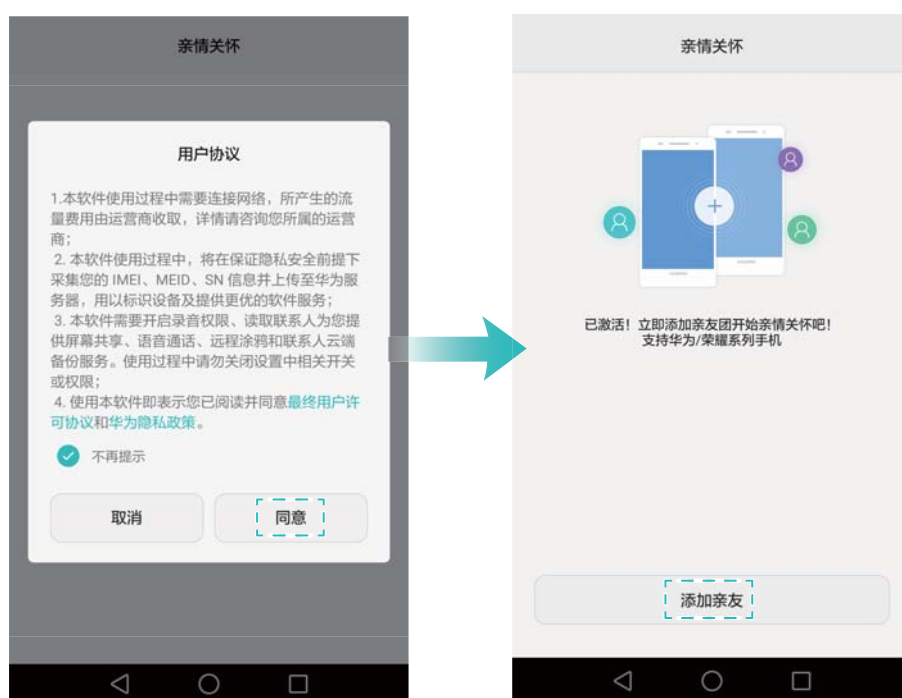 亲情关怀
用户协议
1.本软件使用过程中需要连接网络，所产生的流
量费用由运营商收取，详情请咨询您所属的运营
商；
2. 本软件使用过程中，将在保证隐私安全前提下
采集您的 IMEI、MEID、SN 信息并上传至华为服
务器，用以标识设备及提供更优的软件服务；
3. 本软件需要开启录音权限、读取联系人为您提
供屏幕共享、语音通话、远程涂鸦和联系人云端
备份服务。使用过程中请勿关闭设置中相关开关
或权限；
4. 使用本软件即表示您已阅读并同意最终用户许
可协议和华为隐私政策。
不再提示
取消
同意
亲情关怀
已激活！立即添加亲友团开始亲情关怀吧！
支持华为/荣耀系列手机
添加亲友